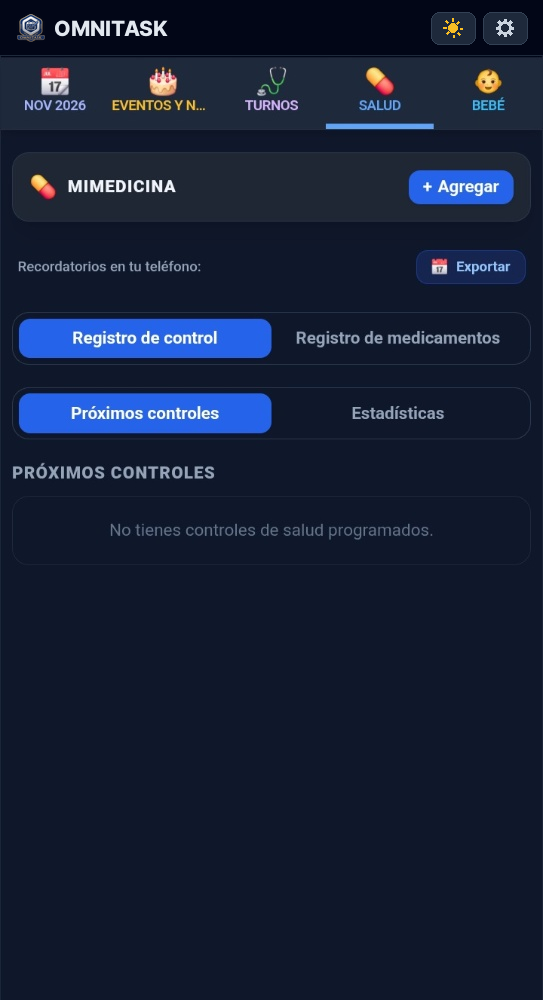 OMNITASK
NOV 2026
EVENTOS Y N...
TURNOS
SALUD
BEBÉ
MIMEDICINA
+ Agregar
Recordatorios en tu teléfono:
Exportar
Registro de control
Registro de medicamentos
Próximos controles
Estadísticas
PRÓXIMOS CONTROLES
No tienes controles de salud programados.